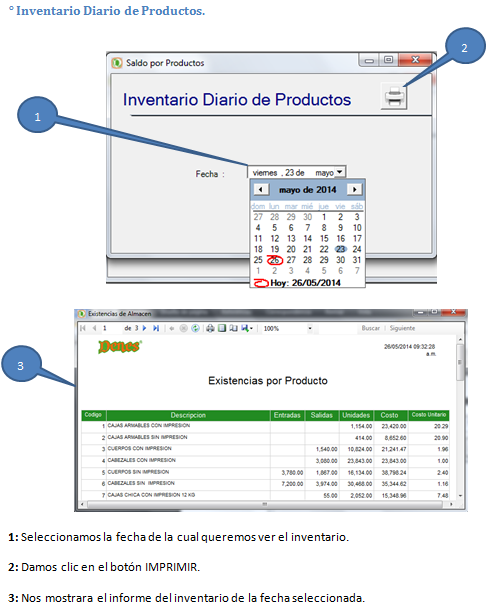 ° Inventario Diario de Productos.
2
Saldo por Productos
Inventario Diario de Productos
1
Fecha :
viernes , 23 de mayo
mayo de 2014
dom lun mar mié jue vie sáb
27 28 29 30 1 2 3
4 5 6 7 8 9 10
11 12 13 14 15 16 17
18 19 20 21 22 23 24
25 26 27 28 29 30 31
1 2 3 4 5 6 7
Hoy: 26/05/2014
3
Existencias de Almacen
1 de 3 100% Buscar | Siguiente
26/05/2014 09:32:28
a.m.
Existencias por Producto
Codigo Descripcion Entradas Salidas Unidades Costo Costo Unitario
1 CAJAS ARMABLES CON IMPRESION 1,154.00 23,420.00 20.29
2 CAJAS ARMABLES SIN IMPRESION 414.00 8,652.60 20.90
3 CUERPOS CON IMPRESION 1,540.00 10,824.00 21,241.47 1.96
4 CABEZALES CON IMPRESION 3,080.00 23,843.00 23,843.00 1.00
5 CUERPOS SIN IMPRESION 3,780.00 1,867.00 16,134.00 38,798.24 2.40
6 CABEZALES SIN IMPRESION 7,200.00 3,974.00 30,468.00 35,344.62 1.16
7 CAJAS CHICA CON IMPRESION 12 KG 55.00 2,052.00 15,348.96 7.48
1: Seleccionamos la fecha de la cual queremos ver el inventario.
2: Damos clic en el botón IMPRIMIR.
3: Nos mostrara el informe del inventario de la fecha seleccionada.